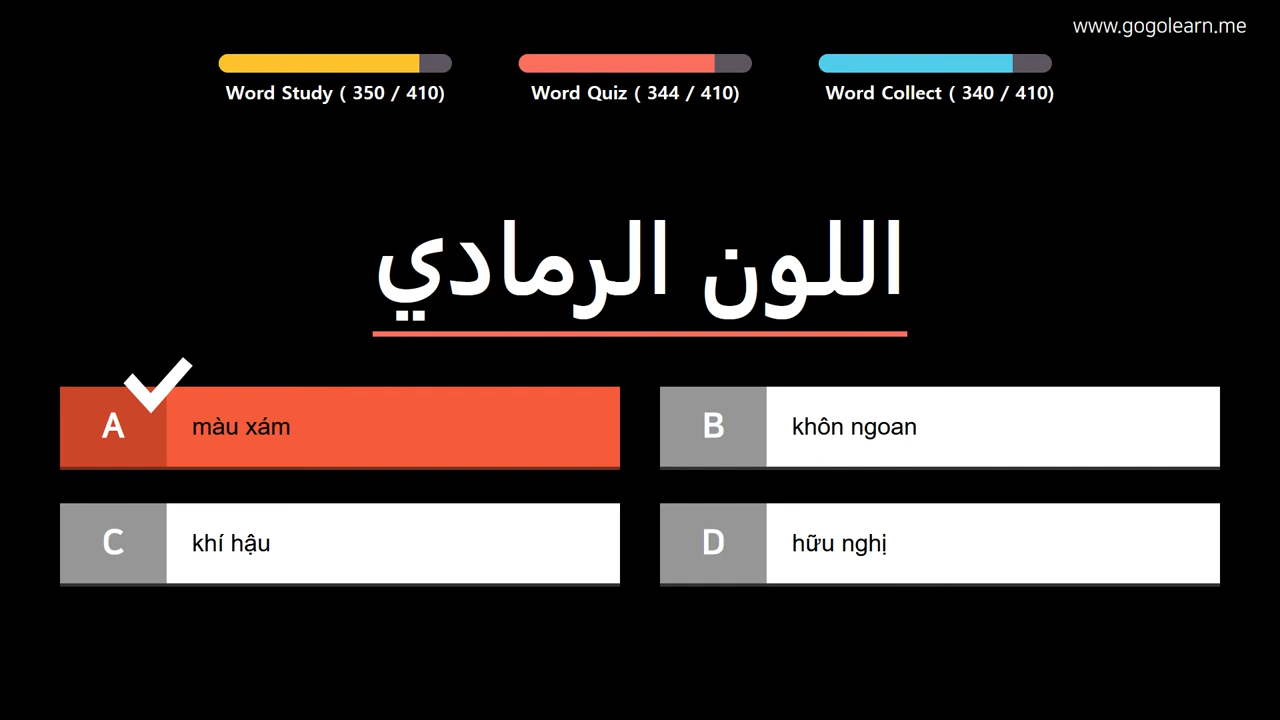 www.gogolearn.me
Word Study ( 350 / 410)
Word Quiz ( 344 / 410)
Word Collect ( 340 / 410)
اللون الرمادي
A
màu xám
B
khôn ngoan
C
khí hậu
D
hữu nghị